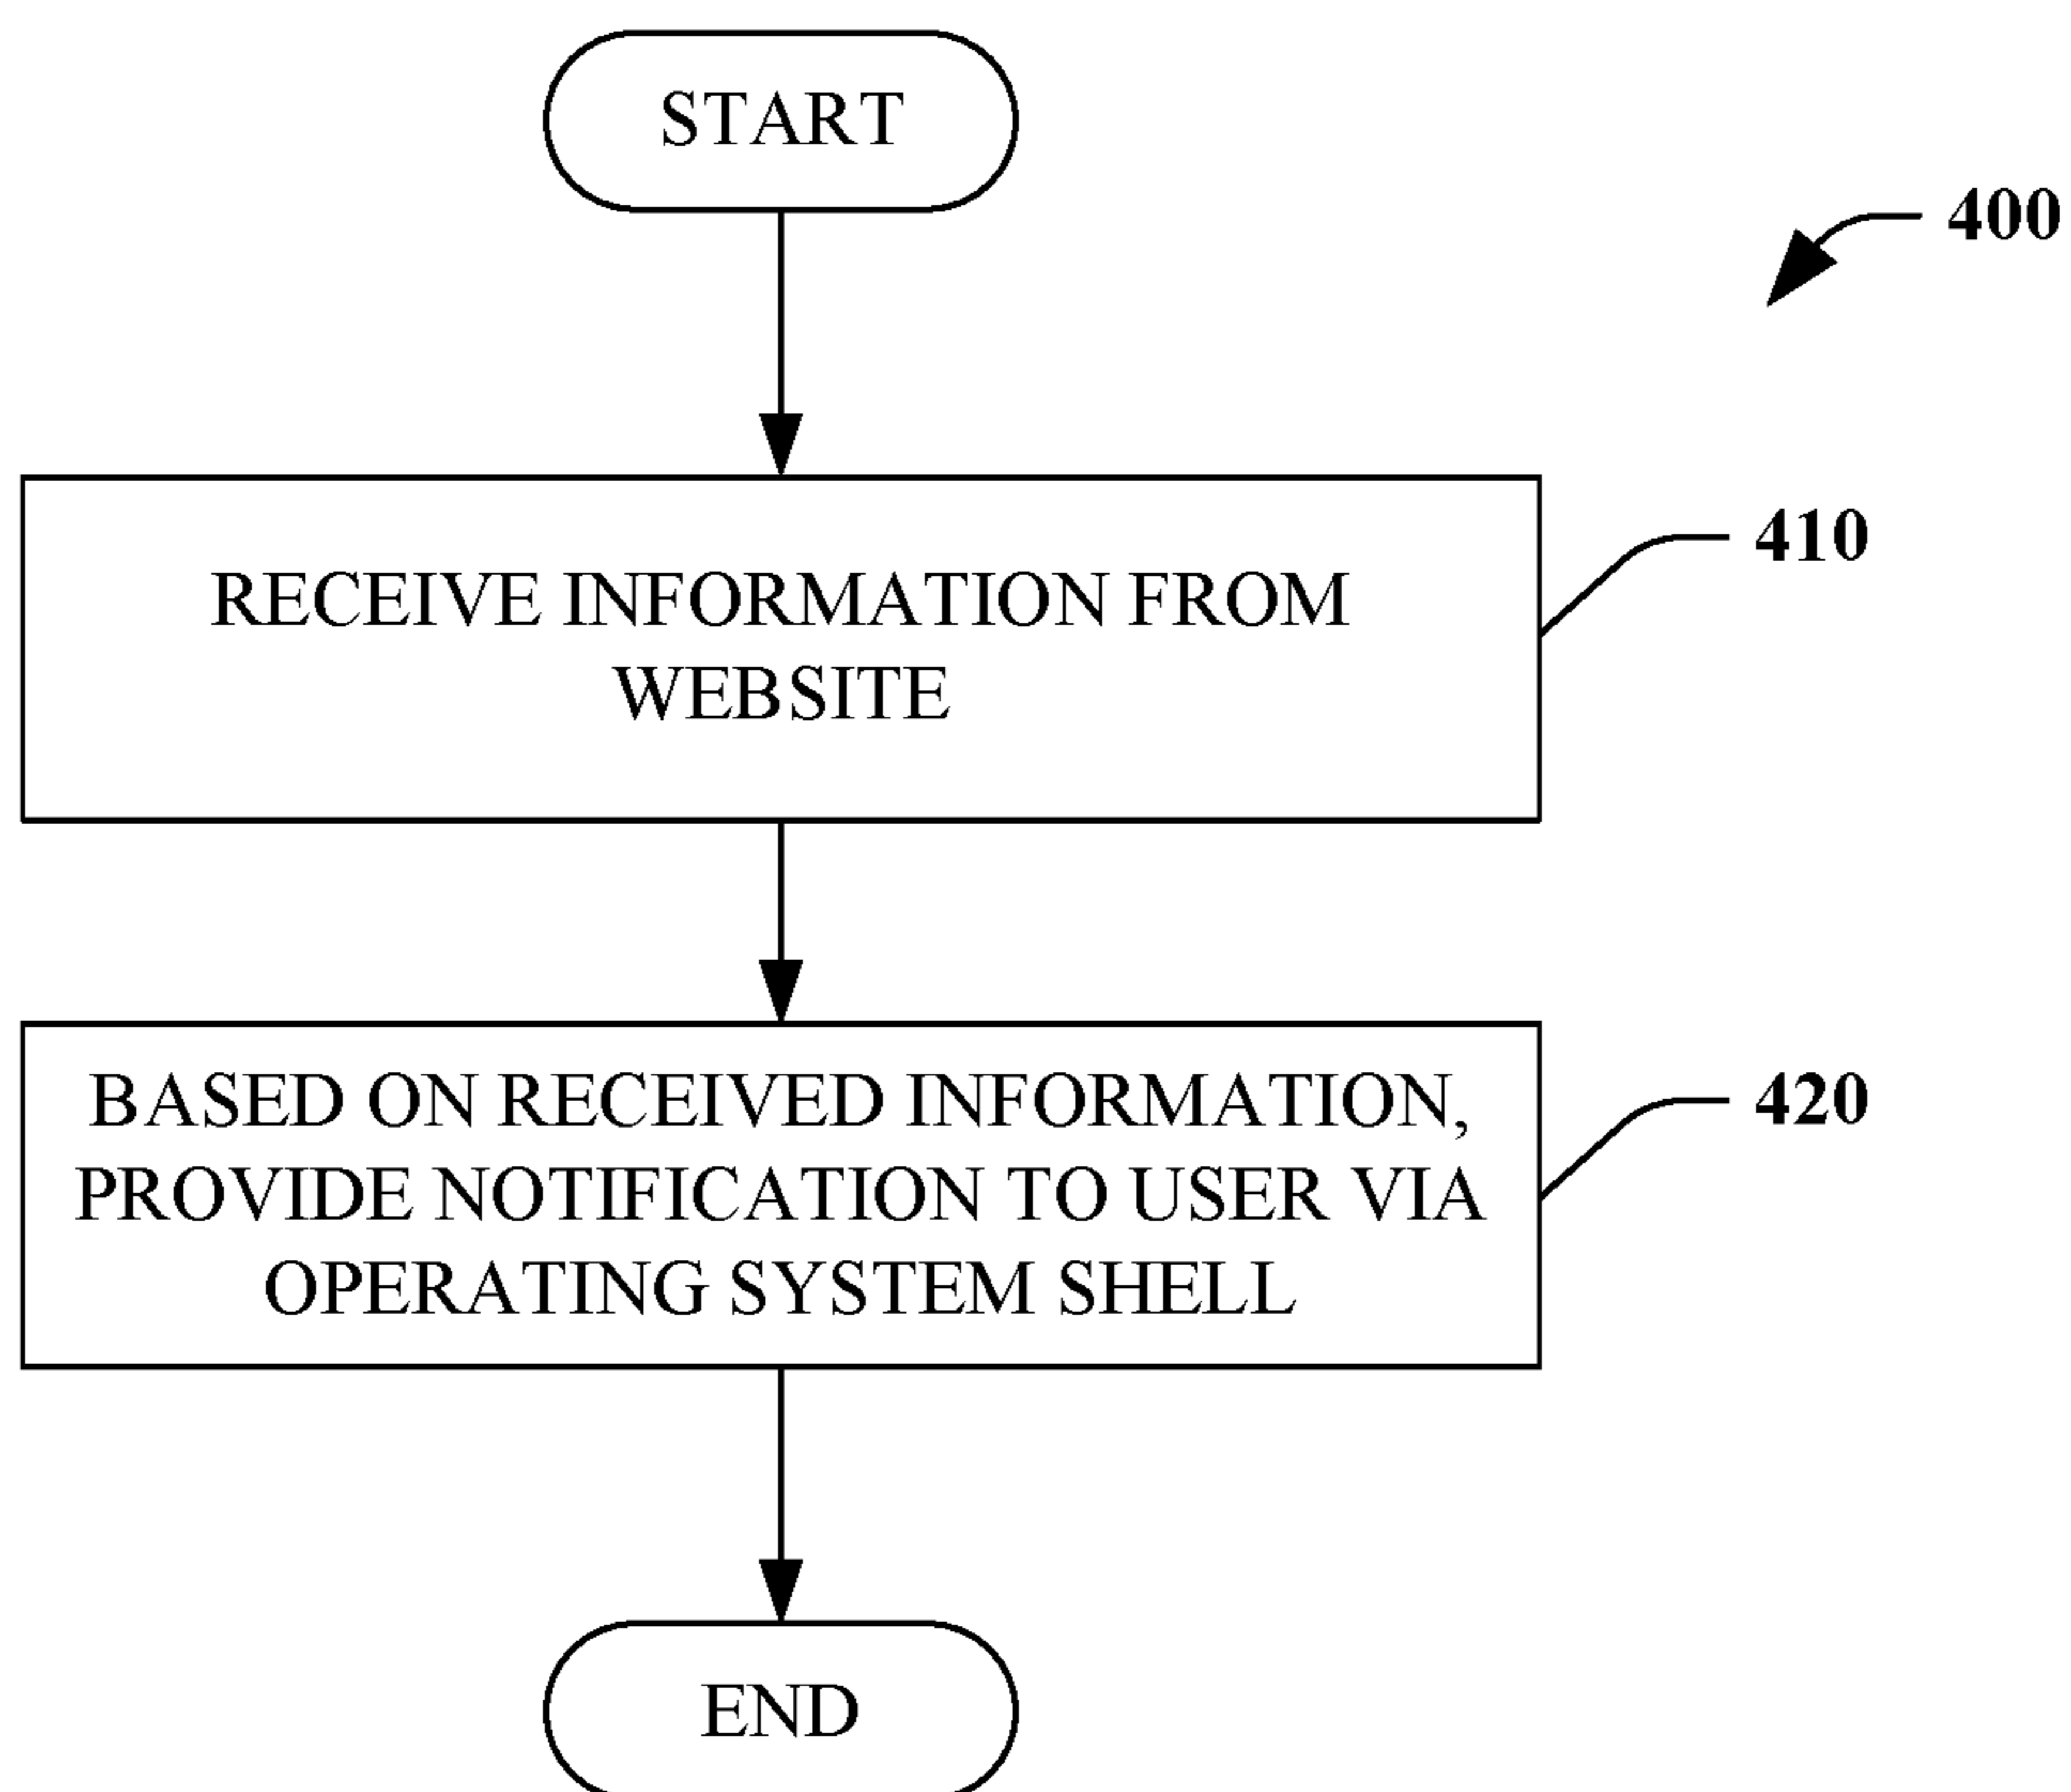 START
400
410
RECEIVE INFORMATION FROM
WEBSITE
420
BASED ON RECEIVED INFORMATION,
PROVIDE NOTIFICATION TO USER VIA
OPERATING SYSTEM SHELL
END